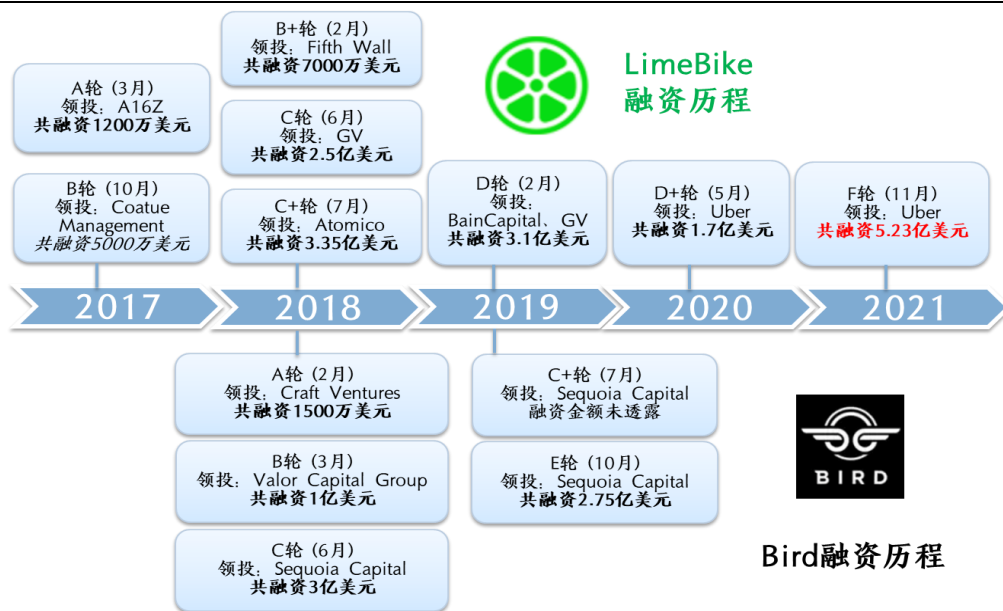 LimeBike
融资历程
A轮（3月）
领投：A16Z
共融资1200万美元
B轮（10月）
领投：Coatue
Management
共融资5000万美元
B+轮（2月）
领投：Fifth Wall
共融资7000万美元
C轮（6月）
领投：GV
共融资2.5亿美元
C+轮（7月）
领投：Atomico
共融资3.35亿美元
D轮（2月）
领投：
BainCapital、GV
共融资3.1亿美元
D+轮（5月）
领投：Uber
共融资1.7亿美元
F轮（11月）
领投：Uber
共融资5.23亿美元
2017
2018
2019
2020
2021
A轮（2月）
领投：Craft Ventures
共融资1500万美元
B轮（3月）
领投：Valor Capital Group
共融资1亿美元
C轮（6月）
领投：Sequoia Capital
共融资3亿美元
C+轮（7月）
领投：Sequoia Capital
融资金额未透露
E轮（10月）
领投：Sequoia Capital
共融资2.75亿美元
BIRD
Bird融资历程